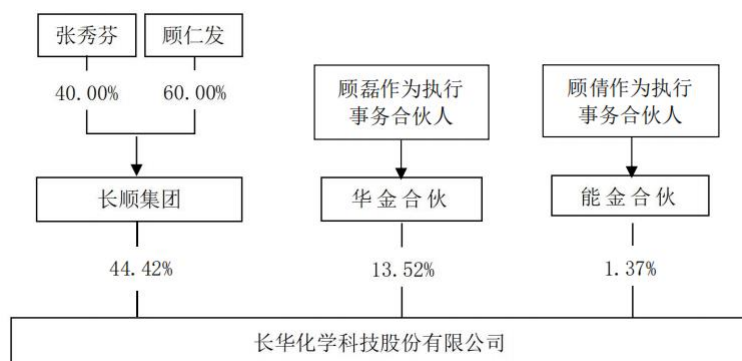 张秀芬
顾仁发
40.00%
60.00%
顾磊作为执行
事务合伙人
顾倩作为执行
事务合伙人
长顺集团
华金合伙
能金合伙
44.42%
13.52%
1.37%
长华化学科技股份有限公司